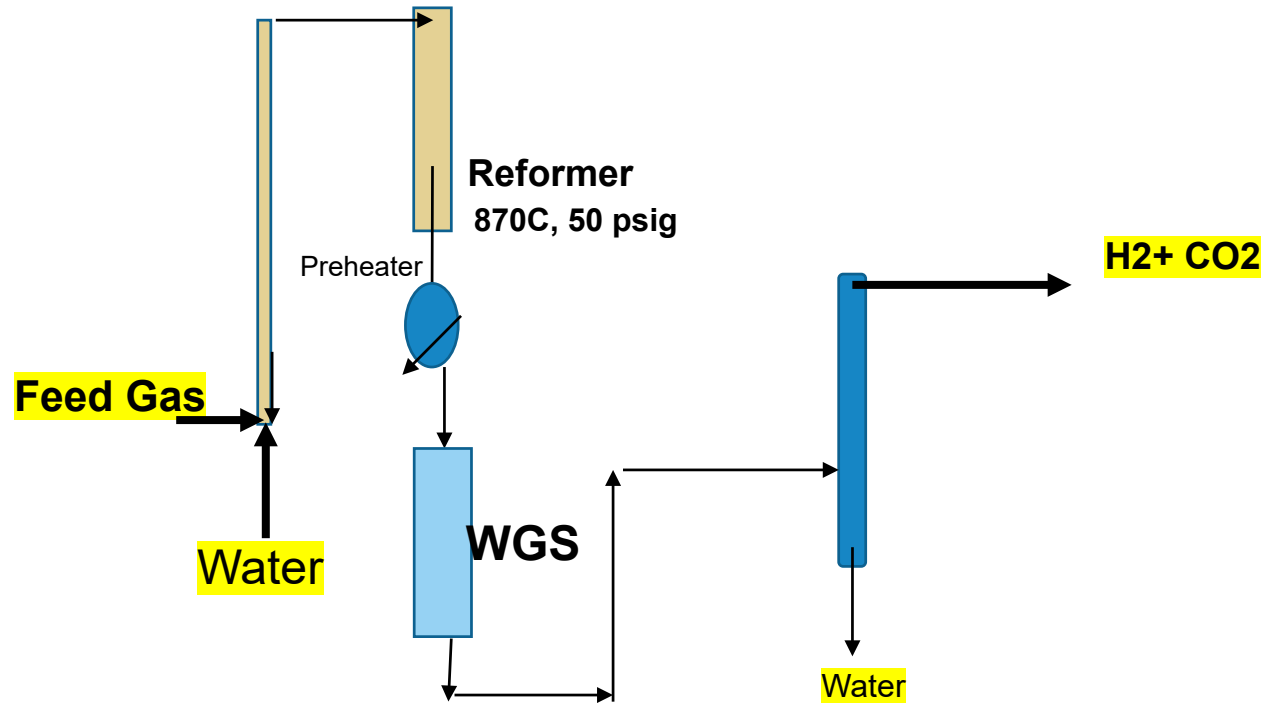 Reformer
870C, 50 psig
H2+ CO2
Preheater
Feed Gas
WGS
Water
Water